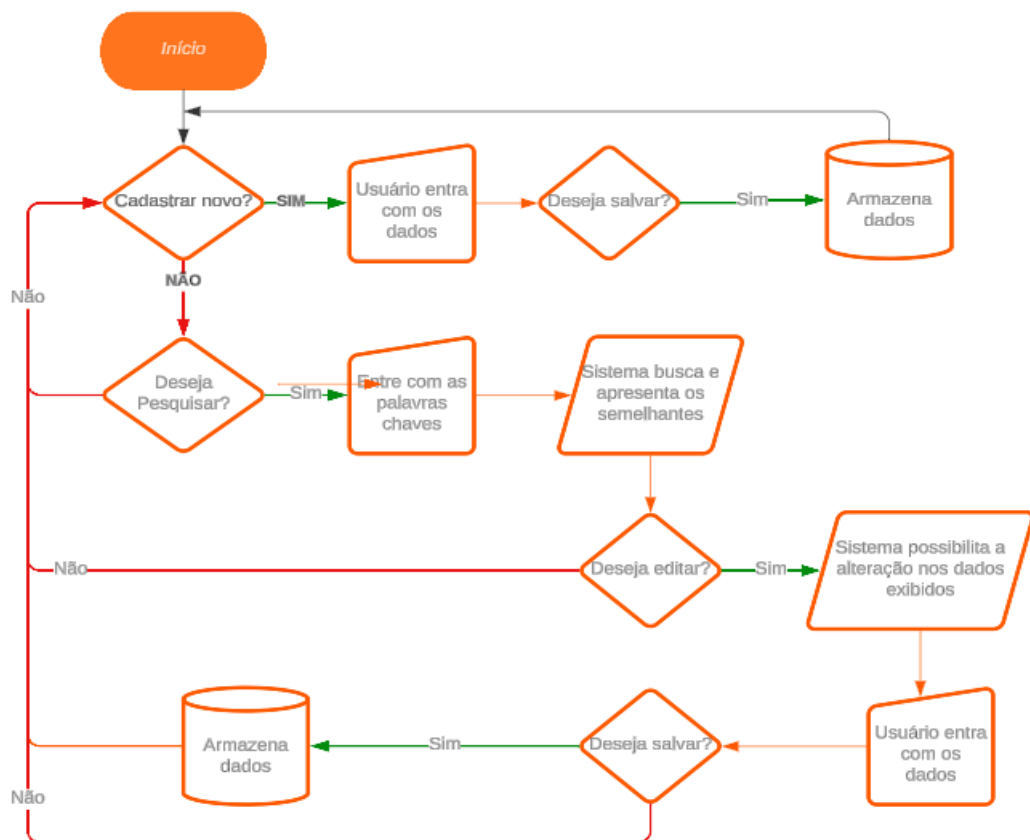 Início
Cadastrar novo?
SIM
Usuário entra
com os
dados
Deseja salvar?
Sim
Armazena
dados
NÃO
Não
Deseja
Pesquisar?
Sim
Entre com as
palavras
chaves
Sistema busca e
apresenta os
semelhantes
Não
Deseja editar?
Sim
Sistema possibilita a
alteração nos dados
exibidos
Armazena
dados
Sim
Deseja salvar?
Usuário entra
com os
dados
Não